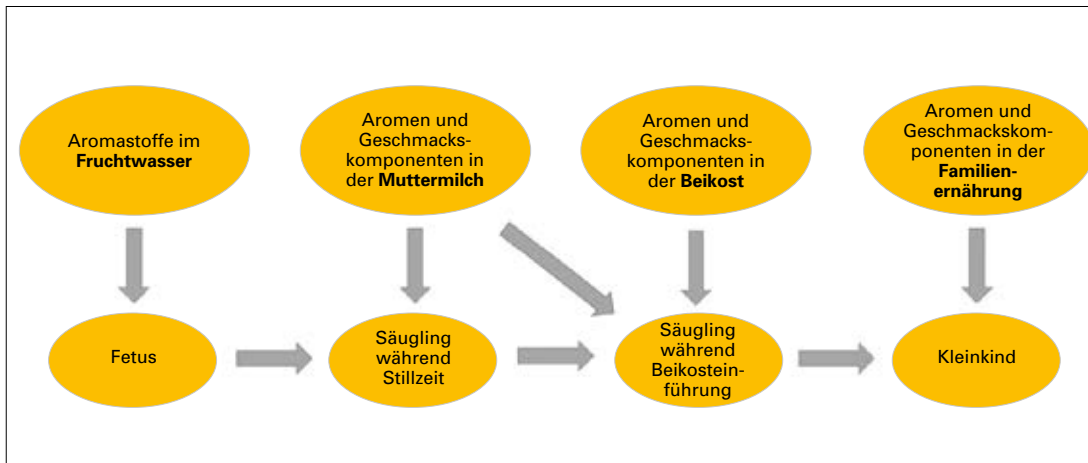 Aromastoffe im
Fruchtwasser
Aromen und
Geschmacks-
komponenten in
der Muttermilch
Aromen und
Geschmacks-
komponenten in
der Beikost
Aromen und
Geschmackskom-
ponenten in der
Familien-
ernährung
Fetus
Säugling
während
Stillzeit
Säugling
während
Beikostein-
führung
Kleinkind